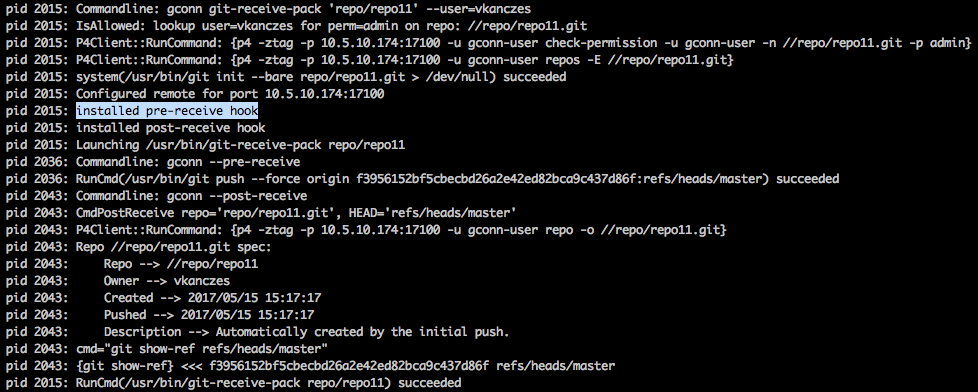 pid 2015: Commandline: gconn git-receive-pack 'repo/repo11' --user=vkanczes
pid 2015: IsAllowed: lookup user=vkanczes for perm=admin on repo: //repo/repo11.git
pid 2015: P4Client::RunCommand: {p4 -ztag -p 10.5.10.174:17100 -u gconn-user check-permission -u gconn-user -n //repo/repo11.git -p admin}
pid 2015: P4Client::RunCommand: {p4 -ztag -p 10.5.10.174:17100 -u gconn-user repos -E //repo/repo11.git}
pid 2015: system(/usr/bin/git init --bare repo/repo11.git > /dev/null) succeeded
pid 2015: Configured remote for port 10.5.10.174:17100
pid 2015: installed pre-receive hook
pid 2015: installed post-receive hook
pid 2015: Launching /usr/bin/git-receive-pack repo/repo11
pid 2036: Commandline: gconn --pre-receive
pid 2036: RunCmd(/usr/bin/git push --force origin f3956152bf5cbecbd26a2e42ed82bca9c437d86f:refs/heads/master) succeeded
pid 2043: Commandline: gconn --post-receive
pid 2043: CmdPostReceive repo='repo/repo11.git', HEAD='refs/heads/master'
pid 2043: P4Client::RunCommand: {p4 -ztag -p 10.5.10.174:17100 -u gconn-user repo -o //repo/repo11.git}
pid 2043: Repo //repo/repo11.git spec:
pid 2043:     Repo --> //repo/repo11
pid 2043:     Owner --> vkanczes
pid 2043:     Created --> 2017/05/15 15:17:17
pid 2043:     Pushed --> 2017/05/15 15:17:17
pid 2043:     Description --> Automatically created by the initial push.
pid 2043: cmd="git show-ref refs/heads/master"
pid 2043: {git show-ref} <<< f3956152bf5cbecbd26a2e42ed82bca9c437d86f refs/heads/master
pid 2015: RunCmd(/usr/bin/git-receive-pack repo/repo11) succeeded